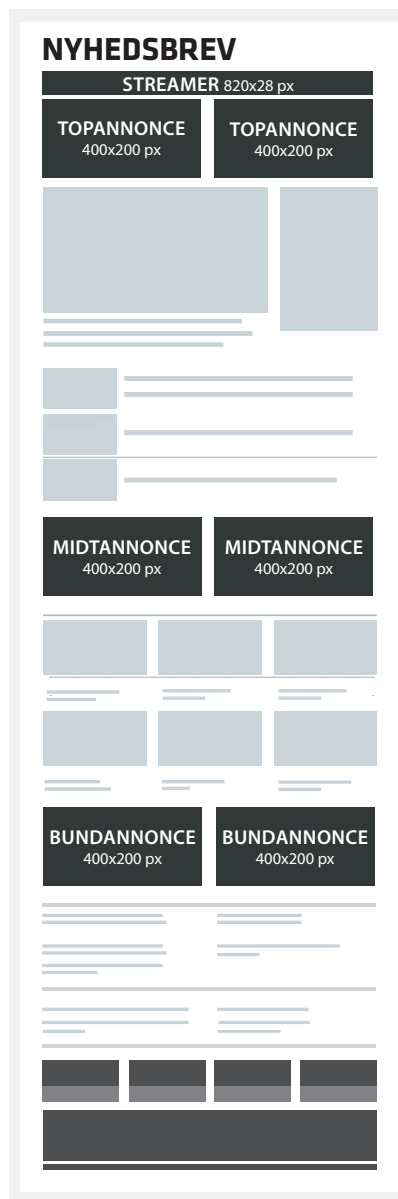 NYHEDSBREV
STREAMER 820x28 px
TOPANNONCE
400x200 px
TOPANNONCE
400x200 px
MIDTANNONCE
400x200 px
MIDTANNONCE
400x200 px
BUNDANNONCE
400x200 px
BUNDANNONCE
400x200 px